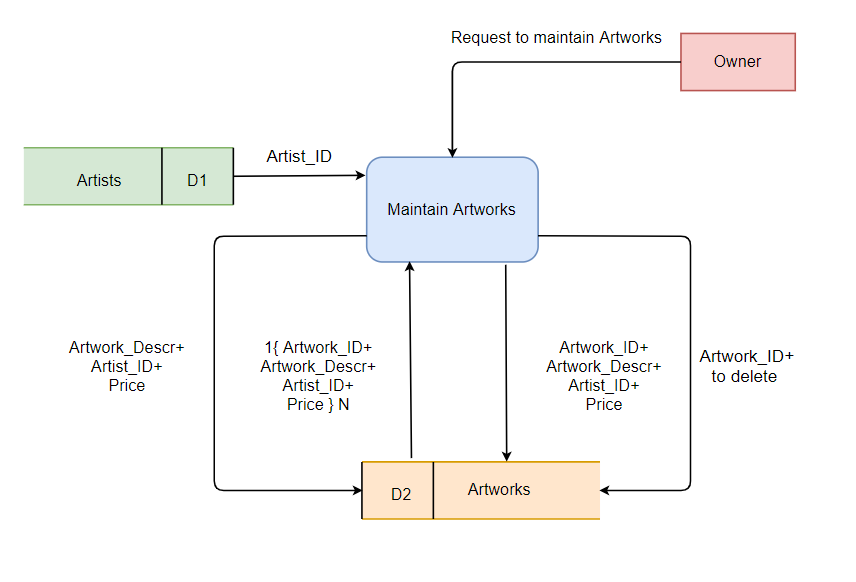 Request to maintain Artworks
Owner
Artists
D1
Artist_ID
Maintain Artworks
Artwork_Descr+
Artist_ID+
Price
1{ Artwork_ID+
Artwork_Descr+
Artist_ID+
Price } N
Artwork_ID+
Artwork_Descr+
Artist_ID+
Price
Artwork_ID+
to delete
D2
Artworks